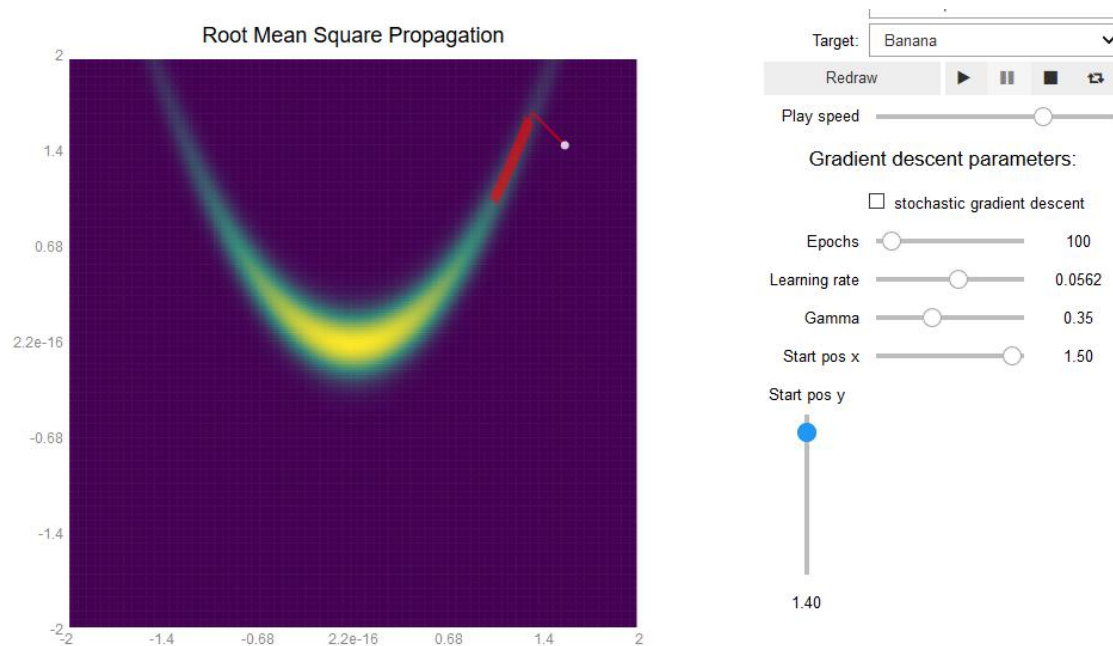 Root Mean Square Propagation
2
1.4
0.68
2.2e-16
-0.68
-1.4
-2
-2
-1.4
-0.68
2.2e-16
0.68
1.4
2
Target:
Banana
Redraw
Play speed
Gradient descent parameters:
stochastic gradient descent
Epochs
100
Learning rate
0.0562
Gamma
0.35
Start pos x
1.50
Start pos y
1.40